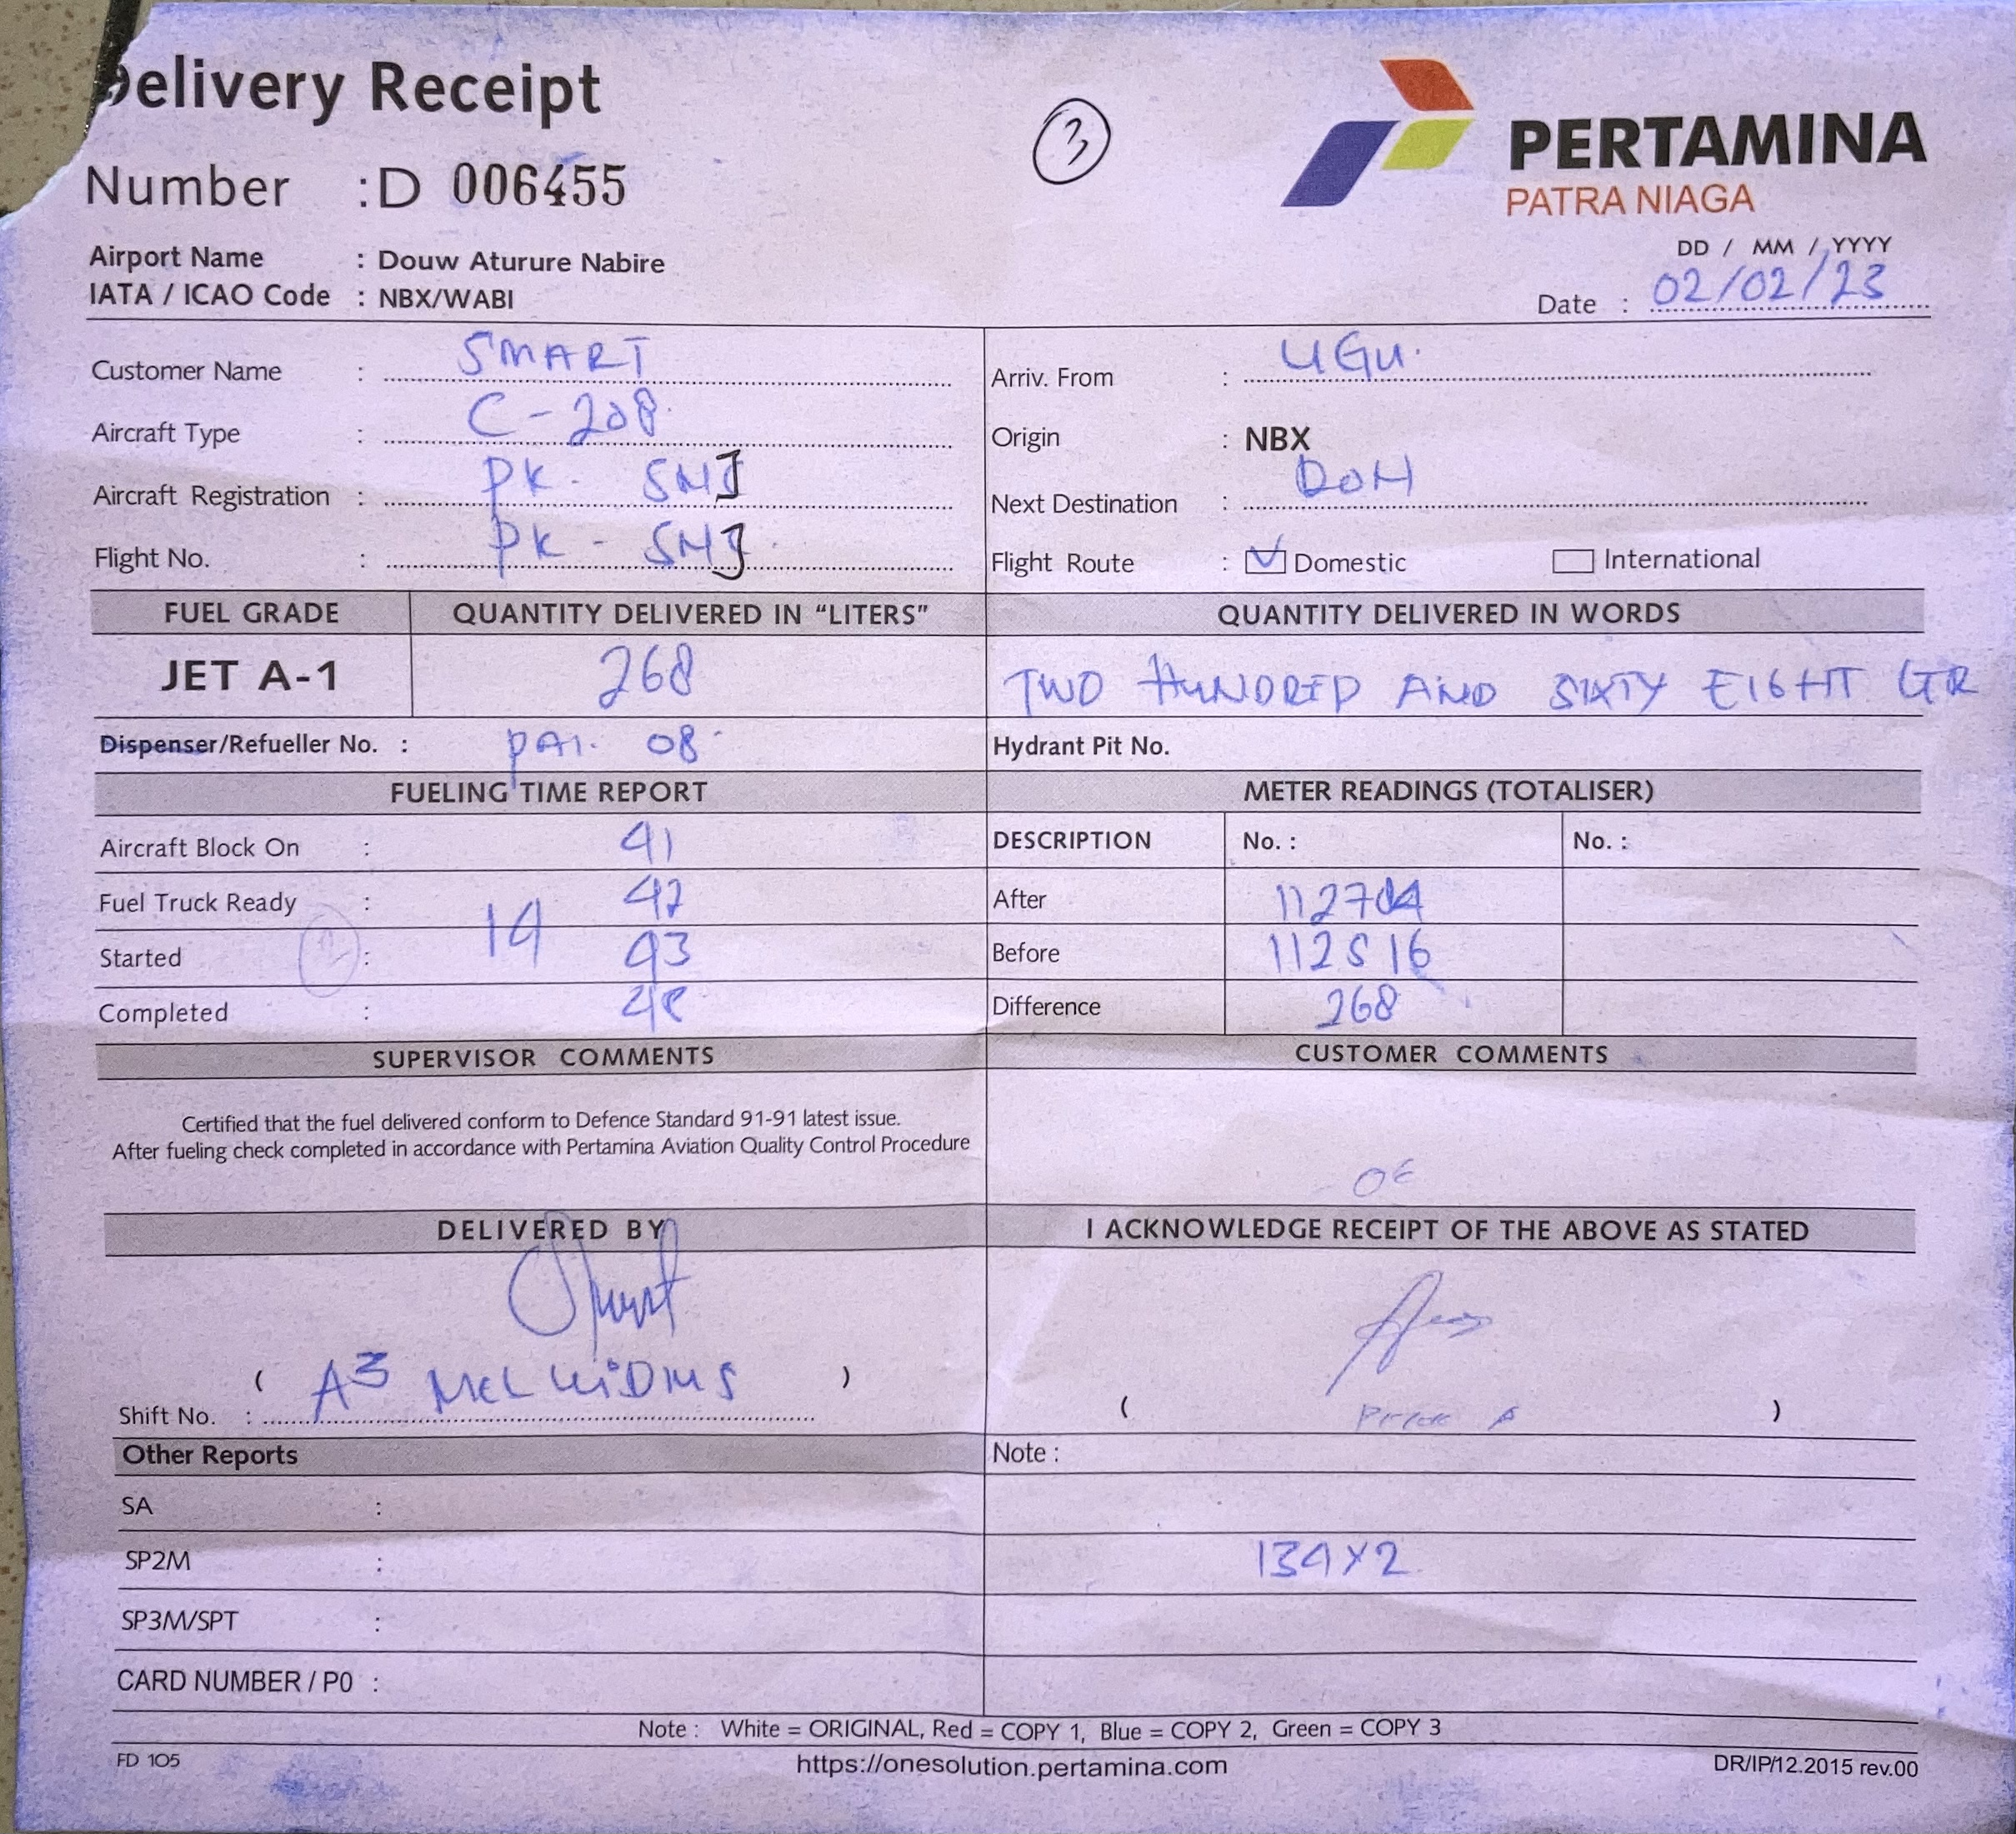 Delivery Receipt
3
PERTAMINA
PATRA NIAGA
Number : D 006455
Airport Name : Douw Aturure Nabire
IATA / ICAO Code : NBX/WABI
DD / MM / YYYY
Date : 02/02/23
Customer Name : SMART
Arriv. From : UGU.
Aircraft Type : C-208
Origin : NBX
Aircraft Registration : PK - SMJ
Next Destination : DOH
Flight No. : PK - SMJ
Flight Route : Domestic International
FUEL GRADE QUANTITY DELIVERED IN “LITERS” QUANTITY DELIVERED IN WORDS
JET A-1 268 TWO HUNDRED AND SIXTY EIGHT LTR
Dispenser/Refueller No. : PAI. 08
Hydrant Pit No.
FUELING TIME REPORT METER READINGS (TOTALISER)
Aircraft Block On : 41
DESCRIPTION No. : No. :
Fuel Truck Ready : 42
After
14
Started : 43
Before 112516
Completed :
Difference 268
SUPERVISOR COMMENTS CUSTOMER COMMENTS
Certified that the fuel delivered conform to Defence Standard 91-91 latest issue.
After fueling check completed in accordance with Pertamina Aviation Quality Control Procedure
DELIVERED BY I ACKNOWLEDGE RECEIPT OF THE ABOVE AS STATED
( A3 )
Shift No. :
( )
Other Reports Note :
SA :
SP2M : 134X2
SP3M/SPT :
CARD NUMBER / P0 :
Note : White = ORIGINAL, Red = COPY 1, Blue = COPY 2, Green = COPY 3
FD 105 https://onesolution.pertamina.com DR/IP/12.2015 rev.00